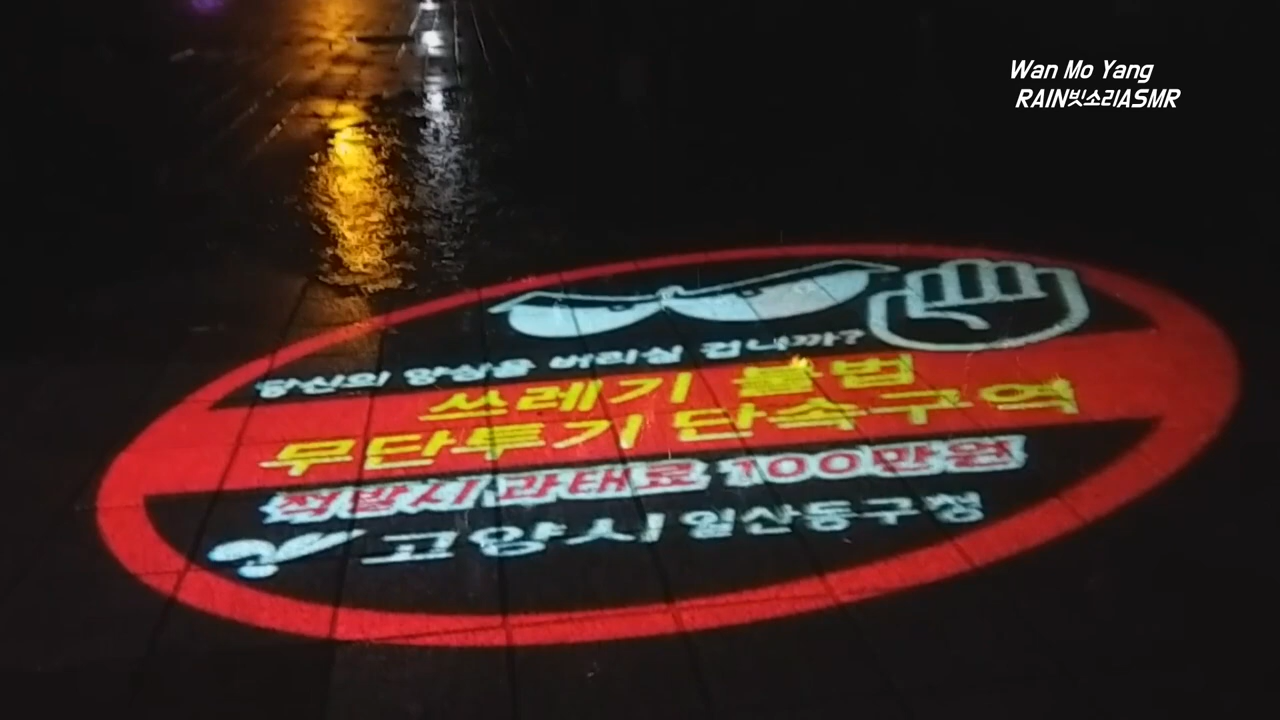 Wan Mo Yang
RAIN빗소리ASMR
당신의 양심을 버리실 겁니까?
쓰레기 불법
무단투기 단속구역
적발시 과태료 100만원
고양시 일산동구청